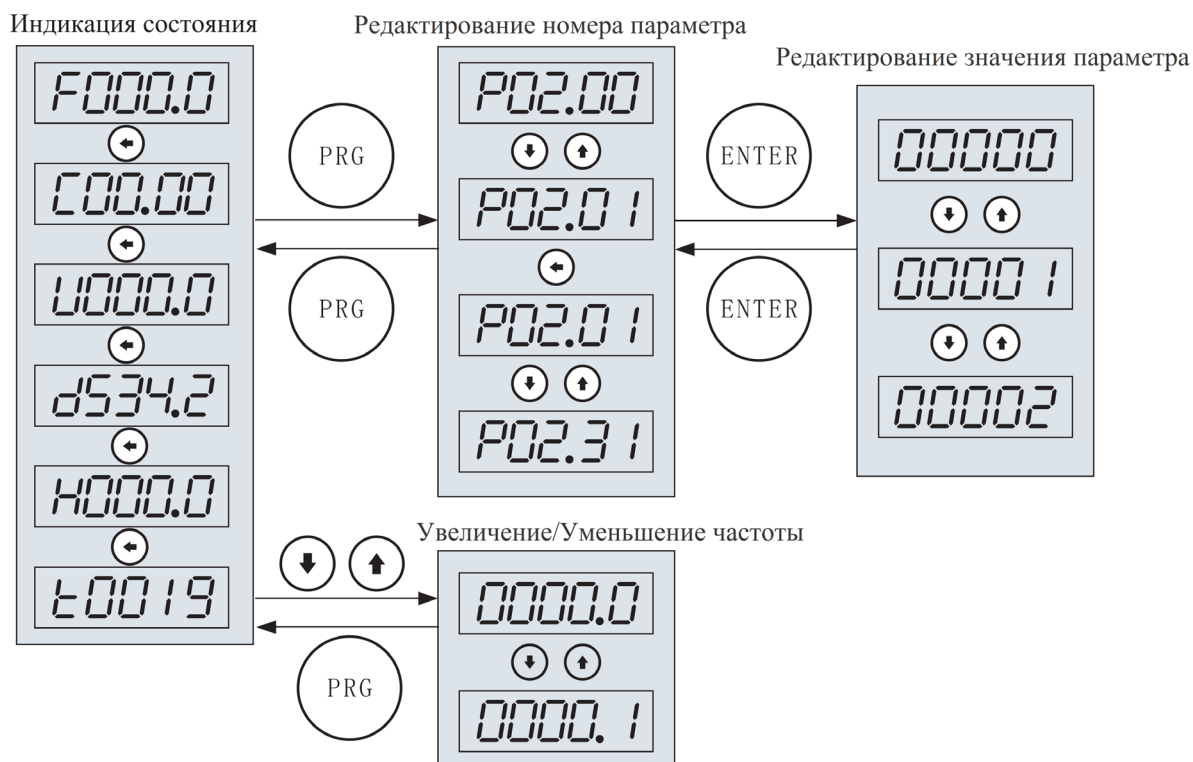 Индикация состояния
F000.0
C00.00
U000.0
d534.2
H000.0
t0019
PRG
PRG
Редактирование номера параметра
P02.00
P02.01
P02.01
P02.31
ENTER
ENTER
Редактирование значения параметра
00000
00001
00002
Увеличение/Уменьшение частоты
PRG
0000.0
0000.1